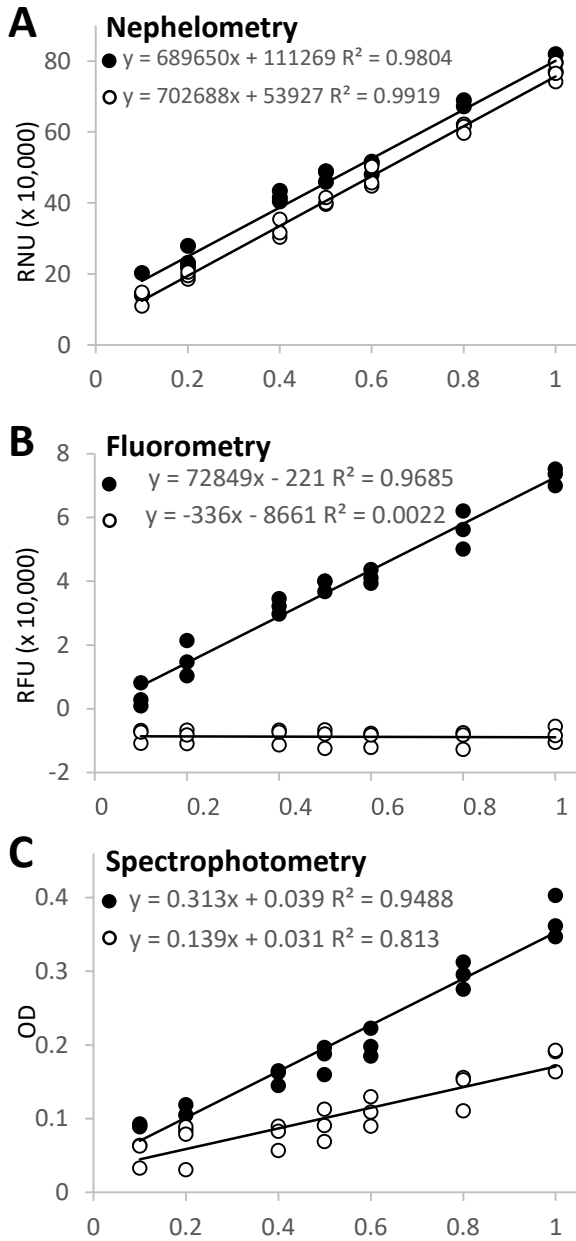 A Nephelometry
y = 689650x + 111269 R² = 0.9804
y = 702688x + 53927 R² = 0.9919
RNU (x 10,000)
80
60
40
20
0
0 0.2 0.4 0.6 0.8 1
B Fluorometry
y = 72849x - 221 R² = 0.9685
y = -336x - 8661 R² = 0.0022
RFU (x 10,000)
8
6
4
2
0
-2
0 0.2 0.4 0.6 0.8 1
C Spectrophotometry
y = 0.313x + 0.039 R² = 0.9488
y = 0.139x + 0.031 R² = 0.813
OD
0.4
0.3
0.2
0.1
0
0 0.2 0.4 0.6 0.8 1